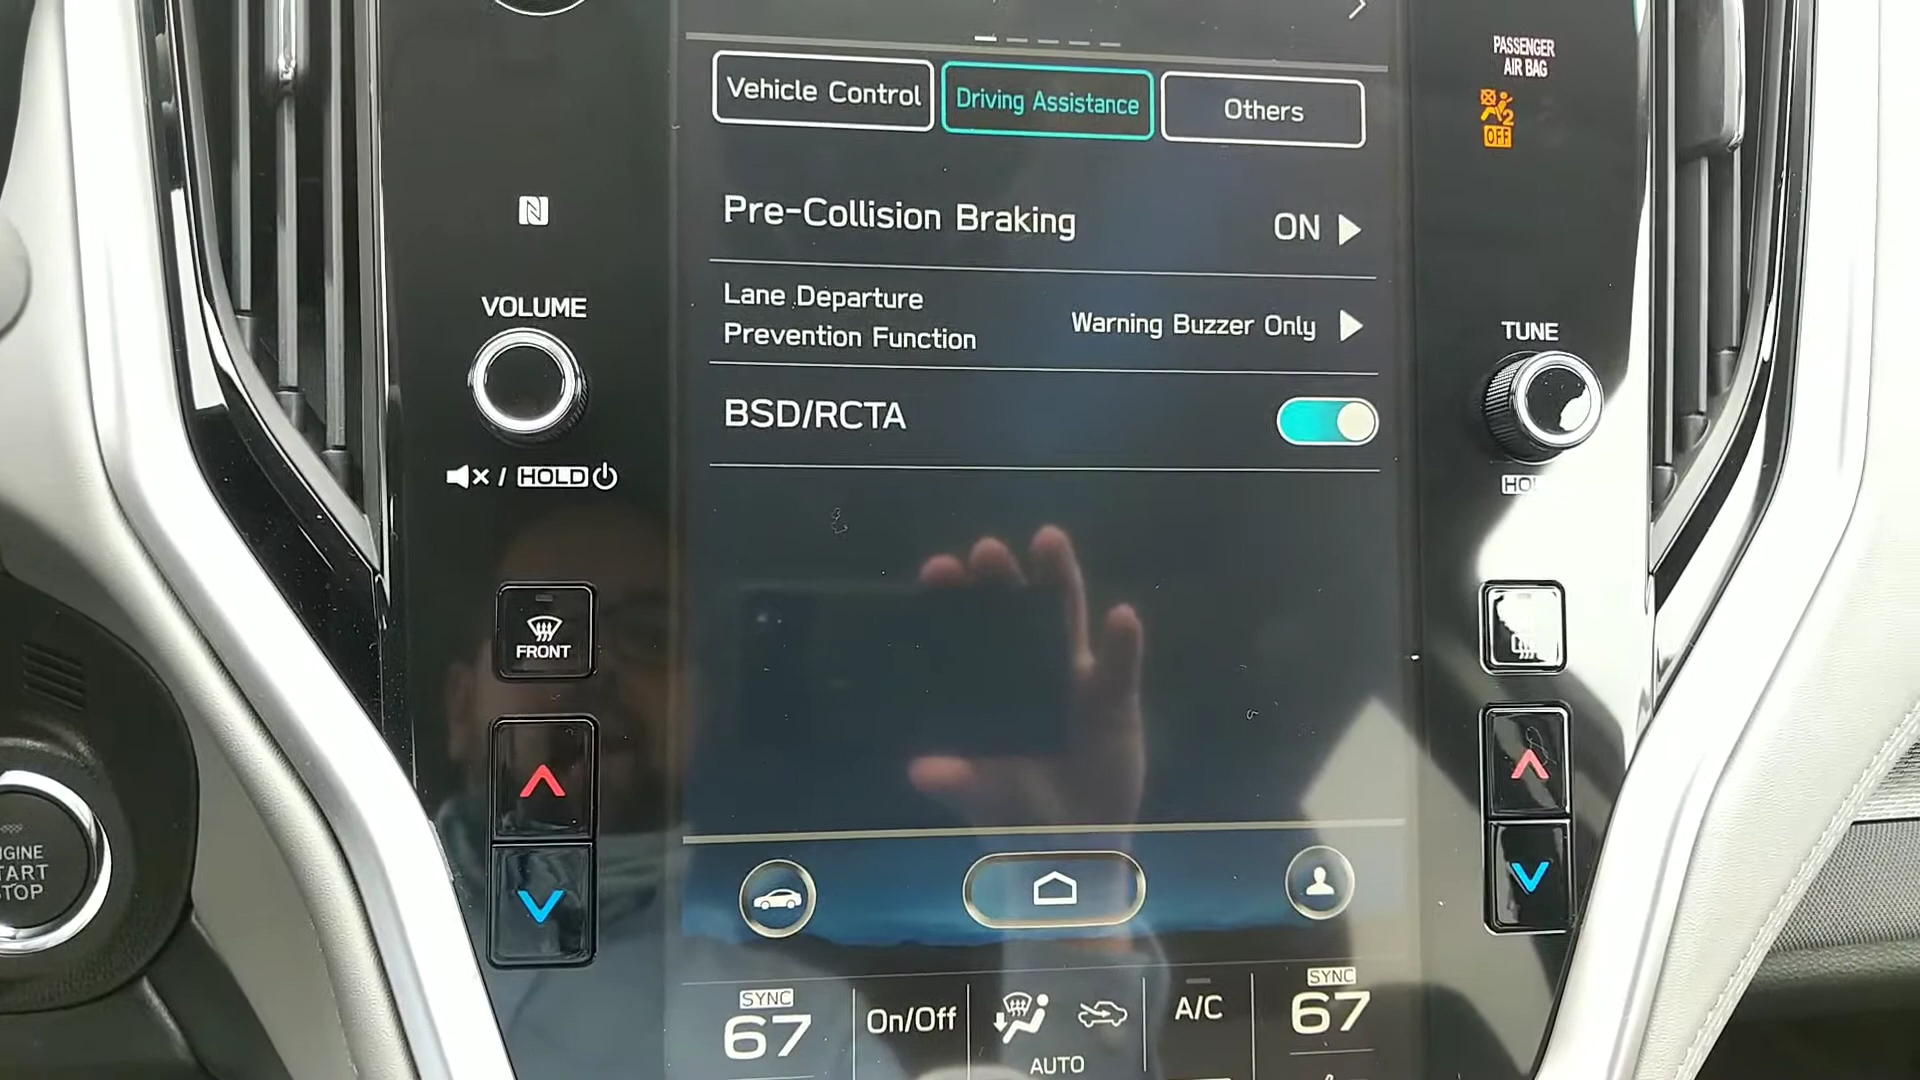 PASSENGER
AIR BAG
2
OFF
Vehicle Control
Driving Assistance
Others
Pre-Collision Braking
ON
Lane Departure
Prevention Function
Warning Buzzer Only
BSD/RCTA
VOLUME
/ HOLD
TUNE
FRONT
SYNC
67
On/Off
AUTO
A/C
SYNC
67